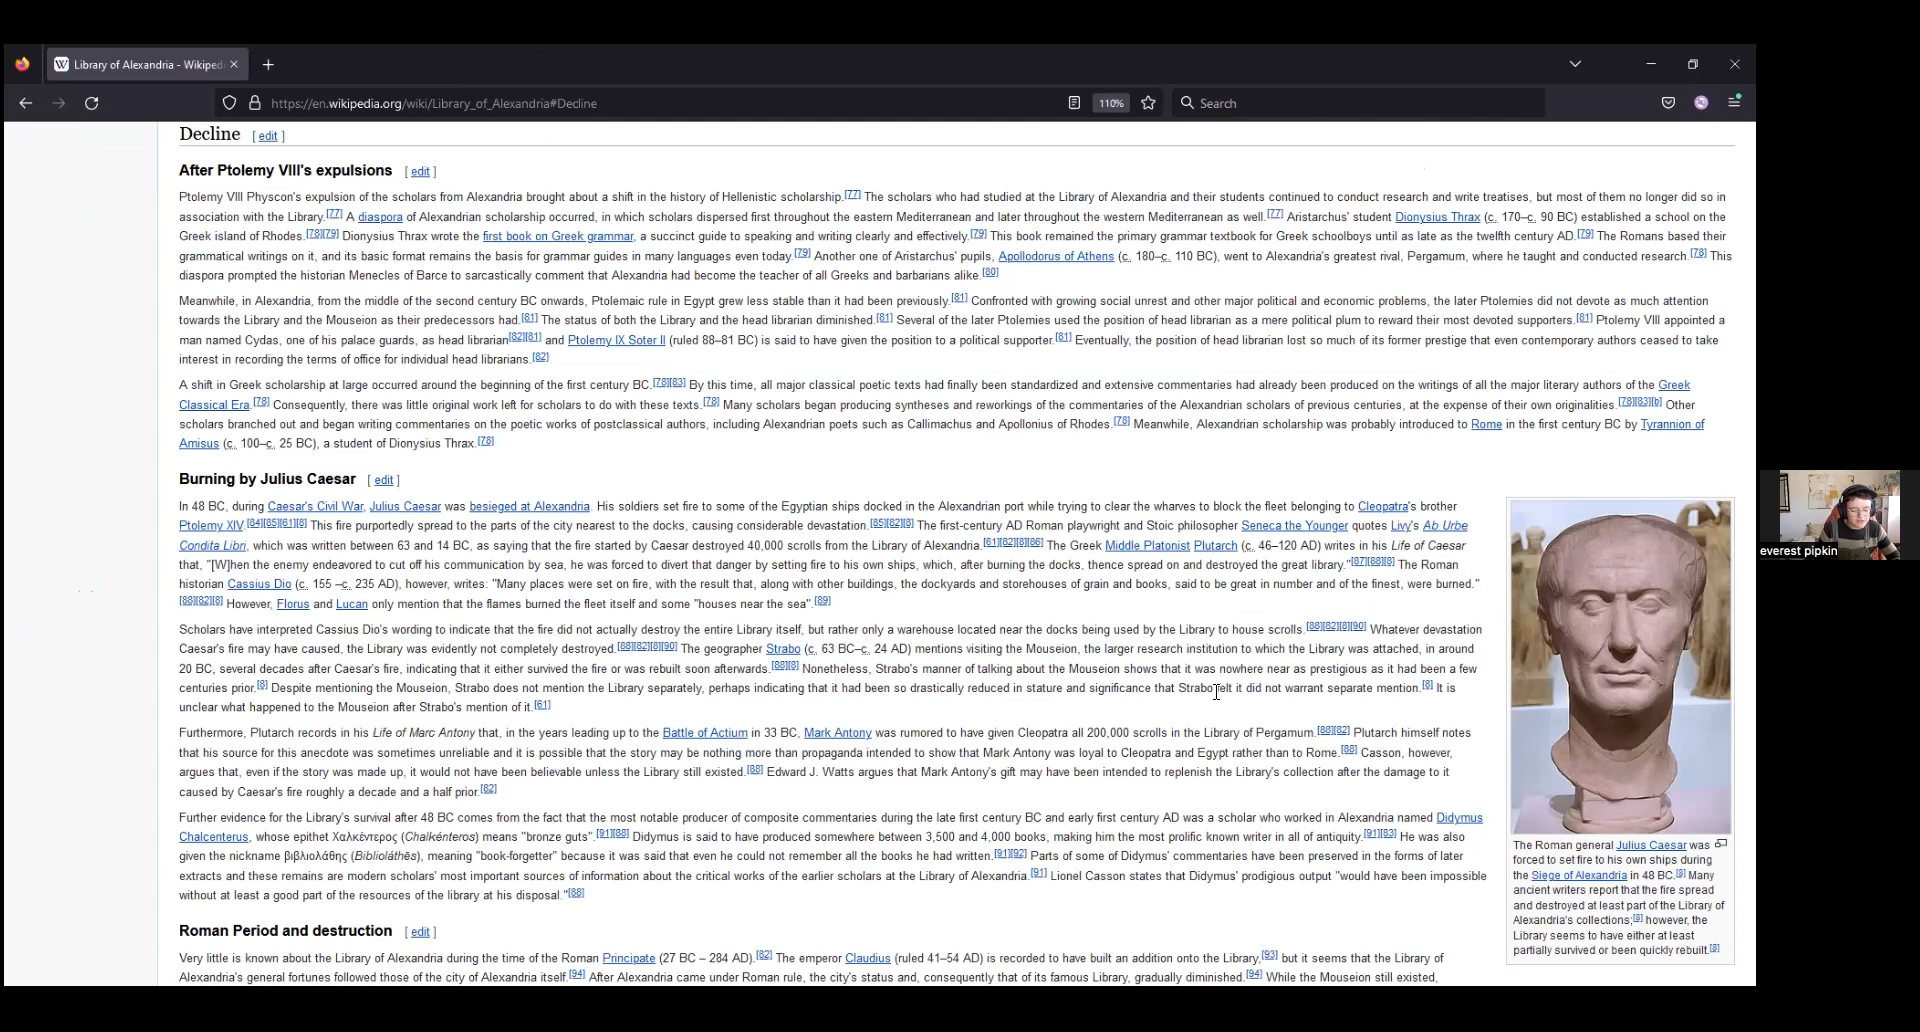 Library of Alexandria - Wikiped
https://en.wikipedia.org/wiki/Library_of_Alexandria#Decline
110%
Search
Decline [ edit ]
After Ptolemy VIII's expulsions [ edit ]
Ptolemy VIII Physcon's expulsion of the scholars from Alexandria brought about a shift in the history of Hellenistic scholarship.[77] The scholars who had studied at the Library of Alexandria and their students continued to conduct research and write treatises, but most of them no longer did so in
association with the Library.[77] A diaspora of Alexandrian scholarship occurred, in which scholars dispersed first throughout the eastern Mediterranean and later throughout the western Mediterranean as well.[77] Aristarchus' student Dionysius Thrax (c. 170–c. 90 BC) established a school on the
Greek island of Rhodes.[78][79] Dionysius Thrax wrote the first book on Greek grammar, a succinct guide to speaking and writing clearly and effectively.[79] This book remained the primary grammar textbook for Greek schoolboys until as late as the twelfth century AD.[79] The Romans based their
grammatical writings on it, and its basic format remains the basis for grammar guides in many languages even today.[79] Another one of Aristarchus' pupils, Apollodorus of Athens (c. 180–c. 110 BC), went to Alexandria's greatest rival, Pergamum, where he taught and conducted research.[78] This
diaspora prompted the historian Menecles of Barce to sarcastically comment that Alexandria had become the teacher of all Greeks and barbarians alike.[80]
Meanwhile, in Alexandria, from the middle of the second century BC onwards, Ptolemaic rule in Egypt grew less stable than it had been previously.[81] Confronted with growing social unrest and other major political and economic problems, the later Ptolemies did not devote as much attention
towards the Library and the Mouseion as their predecessors had.[81] The status of both the Library and the head librarian diminished.[81] Several of the later Ptolemies used the position of head librarian as a mere political plum to reward their most devoted supporters.[81] Ptolemy VIII appointed a
man named Cydas, one of his palace guards, as head librarian[82][81] and Ptolemy IX Soter II (ruled 88–81 BC) is said to have given the position to a political supporter.[81] Eventually, the position of head librarian lost so much of its former prestige that even contemporary authors ceased to take
interest in recording the terms of office for individual head librarians.[82]
A shift in Greek scholarship at large occurred around the beginning of the first century BC.[78][83] By this time, all major classical poetic texts had finally been standardized and extensive commentaries had already been produced on the writings of all the major literary authors of the Greek
Classical Era.[78] Consequently, there was little original work left for scholars to do with these texts.[78] Many scholars began producing syntheses and reworkings of the commentaries of the Alexandrian scholars of previous centuries, at the expense of their own originalities.[78][83][b] Other
scholars branched out and began writing commentaries on the poetic works of postclassical authors, including Alexandrian poets such as Callimachus and Apollonius of Rhodes.[78] Meanwhile, Alexandrian scholarship was probably introduced to Rome in the first century BC by Tyrannion of
Amisus (c. 100–c. 25 BC), a student of Dionysius Thrax.[78]
Burning by Julius Caesar [ edit ]
In 48 BC, during Caesar's Civil War, Julius Caesar was besieged at Alexandria. His soldiers set fire to some of the Egyptian ships docked in the Alexandrian port while trying to clear the wharves to block the fleet belonging to Cleopatra's brother
Ptolemy XIV.[84][85][61][8] This fire purportedly spread to the parts of the city nearest to the docks, causing considerable devastation.[85][82][8] The first-century AD Roman playwright and Stoic philosopher Seneca the Younger quotes Livy's Ab Urbe
Condita Libri, which was written between 63 and 14 BC, as saying that the fire started by Caesar destroyed 40,000 scrolls from the Library of Alexandria.[61][82][8][86] The Greek Middle Platonist Plutarch (c. 46–120 AD) writes in his Life of Caesar
that, "[W]hen the enemy endeavored to cut off his communication by sea, he was forced to divert that danger by setting fire to his own ships, which, after burning the docks, thence spread on and destroyed the great library."[87][88][8] The Roman
historian Cassius Dio (c. 155 –c. 235 AD), however, writes: "Many places were set on fire, with the result that, along with other buildings, the dockyards and storehouses of grain and books, said to be great in number and of the finest, were burned."
[88][82][8] However, Florus and Lucan only mention that the flames burned the fleet itself and some "houses near the sea".[89]
Scholars have interpreted Cassius Dio's wording to indicate that the fire did not actually destroy the entire Library itself, but rather only a warehouse located near the docks being used by the Library to house scrolls.[88][82][8][90] Whatever devastation
Caesar's fire may have caused, the Library was evidently not completely destroyed.[88][82][8][90] The geographer Strabo (c. 63 BC–c. 24 AD) mentions visiting the Mouseion, the larger research institution to which the Library was attached, in around
20 BC, several decades after Caesar's fire, indicating that it either survived the fire or was rebuilt soon afterwards.[88][8] Nonetheless, Strabo's manner of talking about the Mouseion shows that it was nowhere near as prestigious as it had been a few
centuries prior.[8] Despite mentioning the Mouseion, Strabo does not mention the Library separately, perhaps indicating that it had been so drastically reduced in stature and significance that Strabo felt it did not warrant separate mention.[8] It is
unclear what happened to the Mouseion after Strabo's mention of it.[61]
Furthermore, Plutarch records in his Life of Marc Antony that, in the years leading up to the Battle of Actium in 33 BC, Mark Antony was rumored to have given Cleopatra all 200,000 scrolls in the Library of Pergamum.[88][82] Plutarch himself notes
that his source for this anecdote was sometimes unreliable and it is possible that the story may be nothing more than propaganda intended to show that Mark Antony was loyal to Cleopatra and Egypt rather than to Rome.[88] Casson, however,
argues that, even if the story was made up, it would not have been believable unless the Library still existed.[88] Edward J. Watts argues that Mark Antony's gift may have been intended to replenish the Library's collection after the damage to it
caused by Caesar's fire roughly a decade and a half prior.[82]
Further evidence for the Library's survival after 48 BC comes from the fact that the most notable producer of composite commentaries during the late first century BC and early first century AD was a scholar who worked in Alexandria named Didymus
Chalcenterus, whose epithet Χαλκέντερος (Chalkénteros) means "bronze guts".[91][88] Didymus is said to have produced somewhere between 3,500 and 4,000 books, making him the most prolific known writer in all of antiquity.[91][83] He was also
given the nickname βιβλιολάθης (Biblioláthēs), meaning "book-forgetter" because it was said that even he could not remember all the books he had written.[91][92] Parts of some of Didymus' commentaries have been preserved in the forms of later
extracts and these remains are modern scholars' most important sources of information about the critical works of the earlier scholars at the Library of Alexandria.[91] Lionel Casson states that Didymus' prodigious output "would have been impossible
without at least a good part of the resources of the library at his disposal."[88]
The Roman general Julius Caesar was
forced to set fire to his own ships during
the Siege of Alexandria in 48 BC.[8] Many
ancient writers report that the fire spread
and destroyed at least part of the Library of
Alexandria's collections;[8] however, the
Library seems to have either at least
partially survived or been quickly rebuilt.[8]
Roman Period and destruction [ edit ]
Very little is known about the Library of Alexandria during the time of the Roman Principate (27 BC – 284 AD).[82] The emperor Claudius (ruled 41–54 AD) is recorded to have built an addition onto the Library,[93] but it seems that the Library of
Alexandria's general fortunes followed those of the city of Alexandria itself.[94] After Alexandria came under Roman rule, the city's status and, consequently that of its famous Library, gradually diminished.[94] While the Mouseion still existed,
everest pipkin